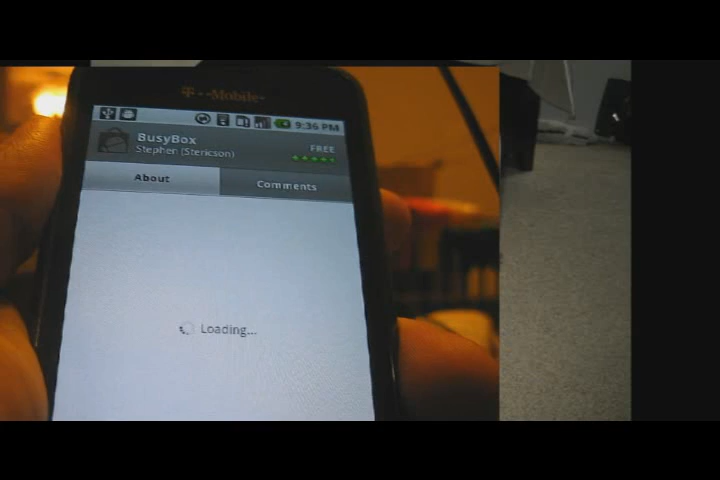 T - -Mobile-
9:36 PM
BusyBox
Stephen (Stericson)
FREE
About
Comments
Loading...